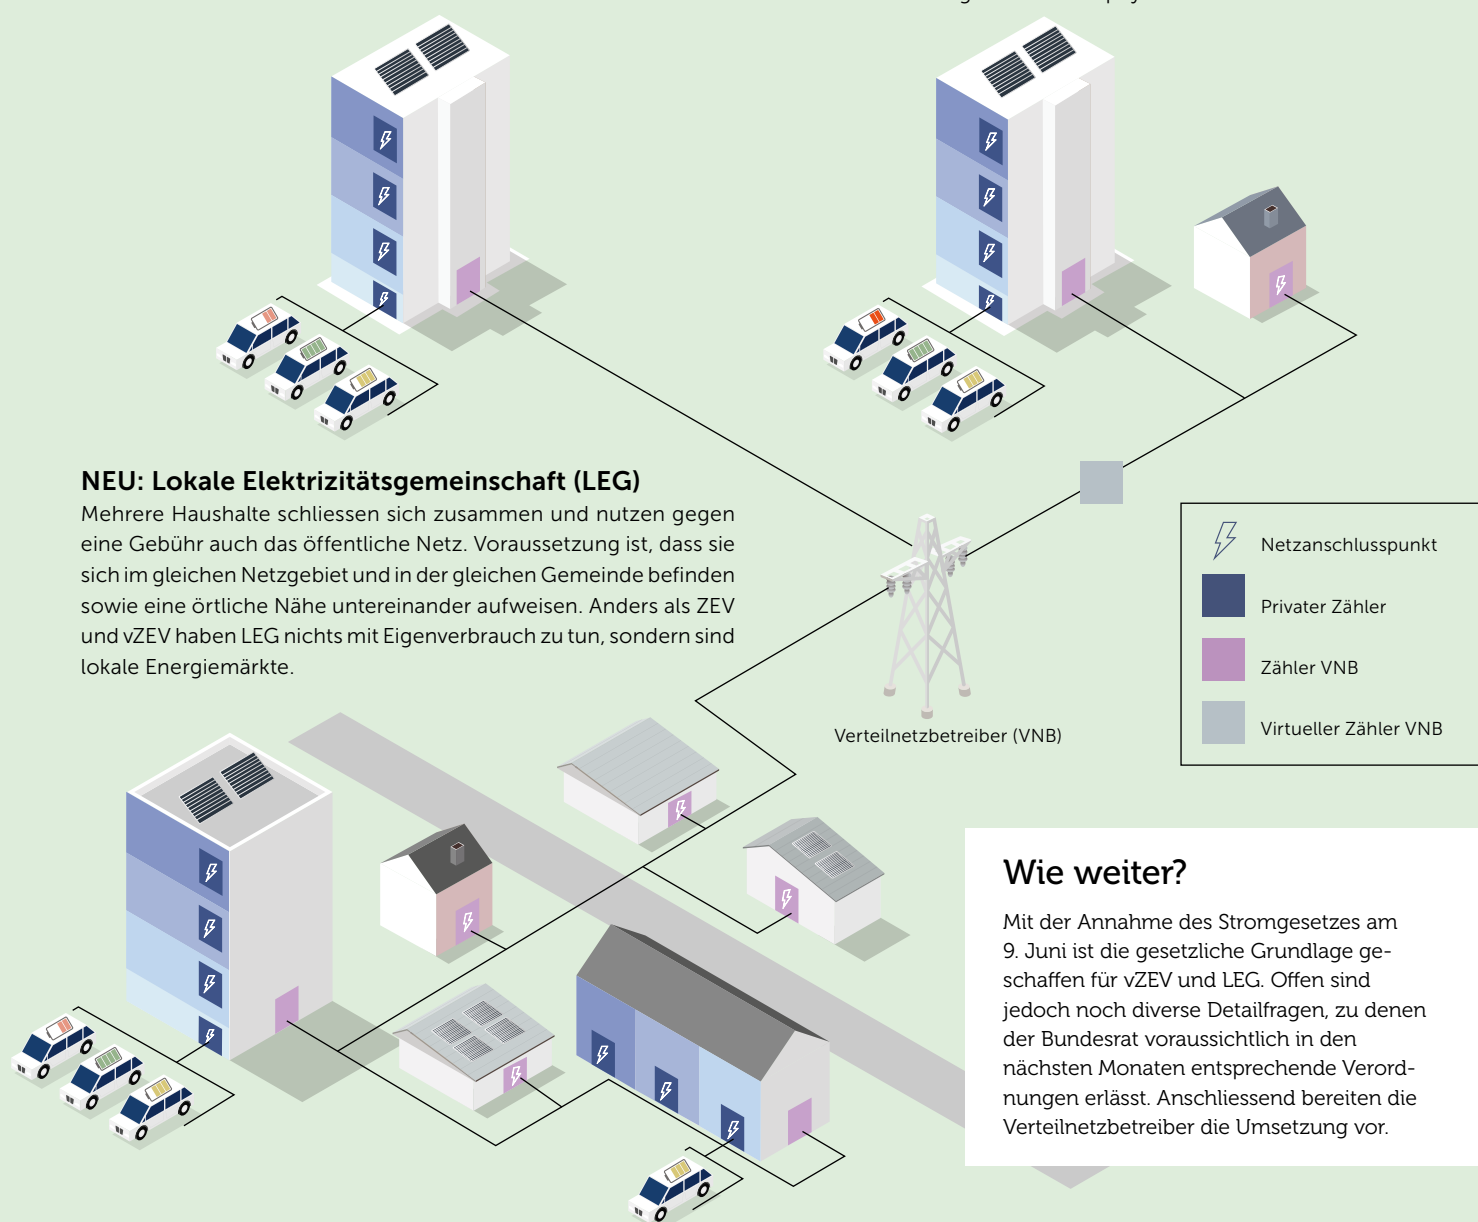 NEU: Lokale Elektrizitätsgemeinschaft (LEG)
Mehrere Haushalte schliessen sich zusammen und nutzen gegen
eine Gebühr auch das öffentliche Netz. Voraussetzung ist, dass sie
sich im gleichen Netzgebiet und in der gleichen Gemeinde befinden
sowie eine örtliche Nähe untereinander aufweisen. Anders als ZEV
und vZEV haben LEG nichts mit Eigenverbrauch zu tun, sondern sind
lokale Energiemärkte.
Netzanschlusspunkt
Privater Zähler
Zähler VNB
Virtueller Zähler VNB
Verteilnetzbetreiber (VNB)
Wie weiter?
Mit der Annahme des Stromgesetzes am
9. Juni ist die gesetzliche Grundlage ge-
schaffen für vZEV und LEG. Offen sind
jedoch noch diverse Detailfragen, zu denen
der Bundesrat voraussichtlich in den
nächsten Monaten entsprechende Verord-
nungen erlässt. Anschliessend bereiten die
Verteilnetzbetreiber die Umsetzung vor.